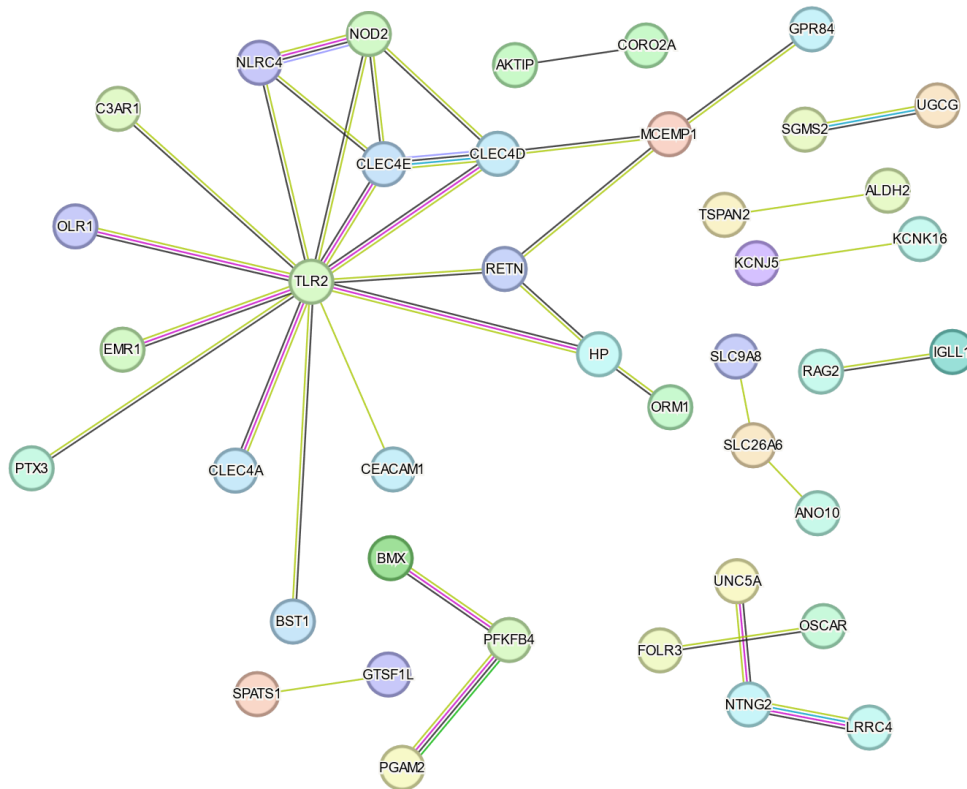 GPR84
NOD2
CORO2A
NLRC4
AKTIP
C3AR1
UGCG
MCEMP1
SGMS2
CLEC4D
CLEC4E
ALDH2
TSPAN2
OLR1
KCNK16
KCNJ5
RETN
TLR2
EMR1
HP
SLC9A8
IGLL1
RAG2
ORM1
SLC26A6
PTX3
CLEC4A
CEACAM1
ANO10
BMX
UNC5A
BST1
OSCAR
PFKFB4
FOLR3
GTSF1L
SPATS1
NTNG2
LRRC4
PGAM2